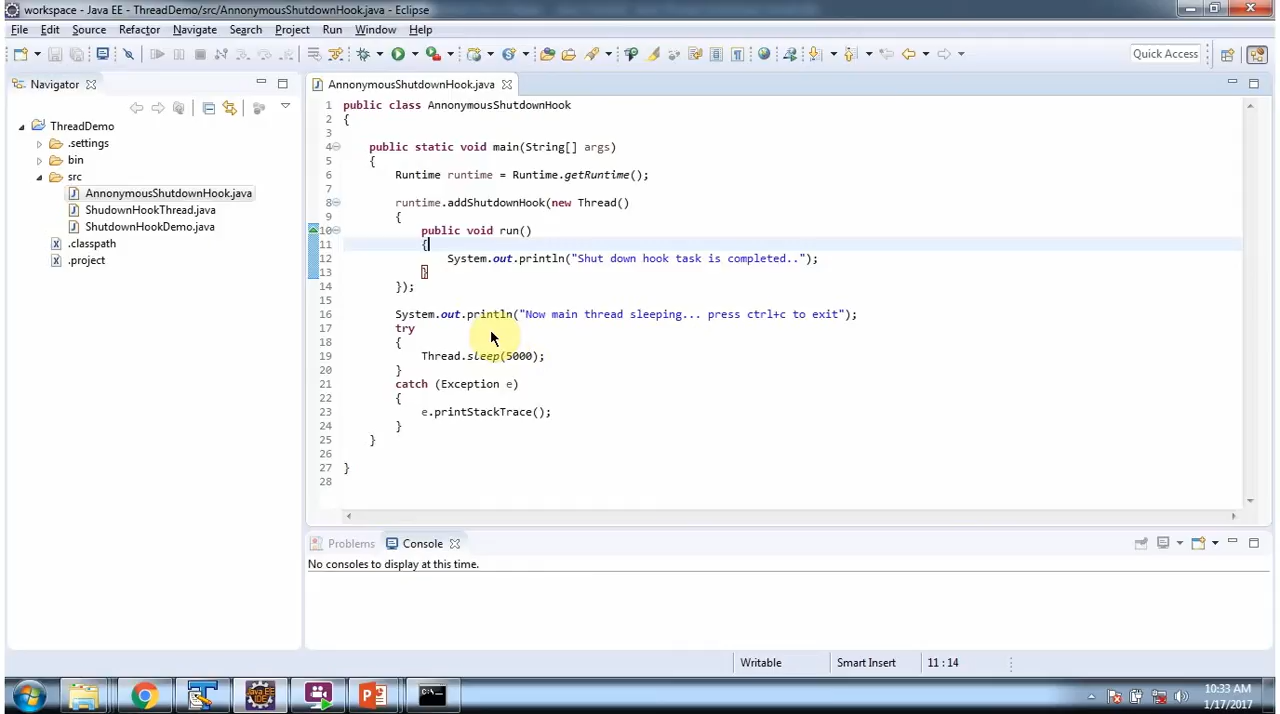 workspace - Java EE - ThreadDemo/src/AnnonymousShutdownHook.java - Eclipse
File Edit Source Refactor Navigate Search Project Run Window Help
Quick Access
Navigator
AnnonymousShutdownHook.java
ThreadDemo
.settings
bin
src
AnnonymousShutdownHook.java
ShudownHookThread.java
ShutdownHookDemo.java
.classpath
.project
1 public class AnnonymousShutdownHook
2 {
3
4 public static void main(String[] args)
5 {
6 Runtime runtime = Runtime.getRuntime();
7
8 runtime.addShutdownHook(new Thread()
9 {
10 public void run()
11 {
12 System.out.println("Shut down hook task is completed..");
13 }
14 });
15
16 System.out.println("Now main thread sleeping... press ctrl+c to exit");
17 try
18 {
19 Thread.sleep(5000);
20 }
21 catch (Exception e)
22 {
23 e.printStackTrace();
24 }
25 }
26
27 }
28
Problems Console
No consoles to display at this time.
Writable Smart Insert 11 : 14
Java EE
IDE
10:33 AM
1/17/2017